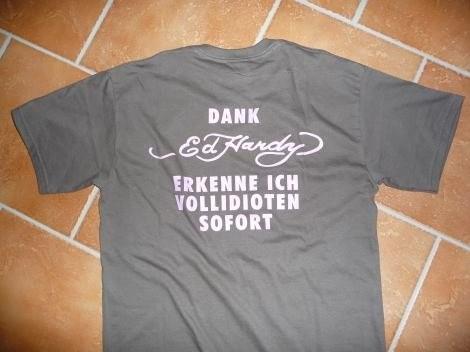 DANK
Ed Hardy
ERKENNE ICH
VOLLIDIOTEN
SOFORT